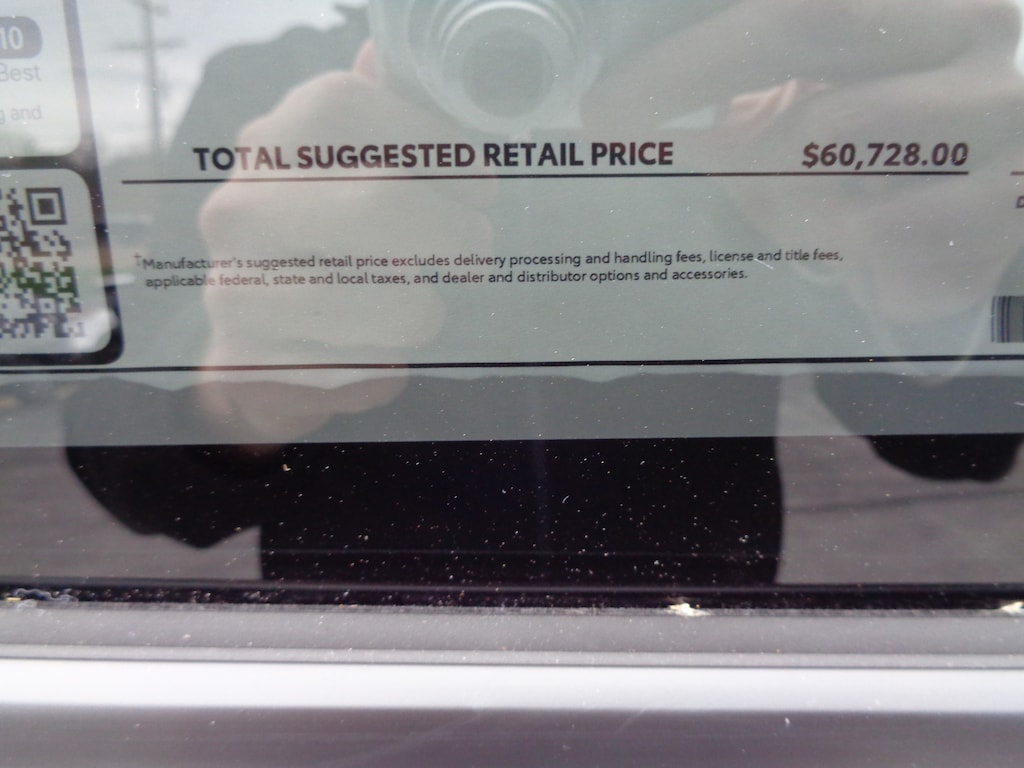 10
Best
g and
TOTAL SUGGESTED RETAIL PRICE $60,728.00
‡Manufacturer's suggested retail price excludes delivery processing and handling fees, license and title fees,
applicable federal, state and local taxes, and dealer and distributor options and accessories.